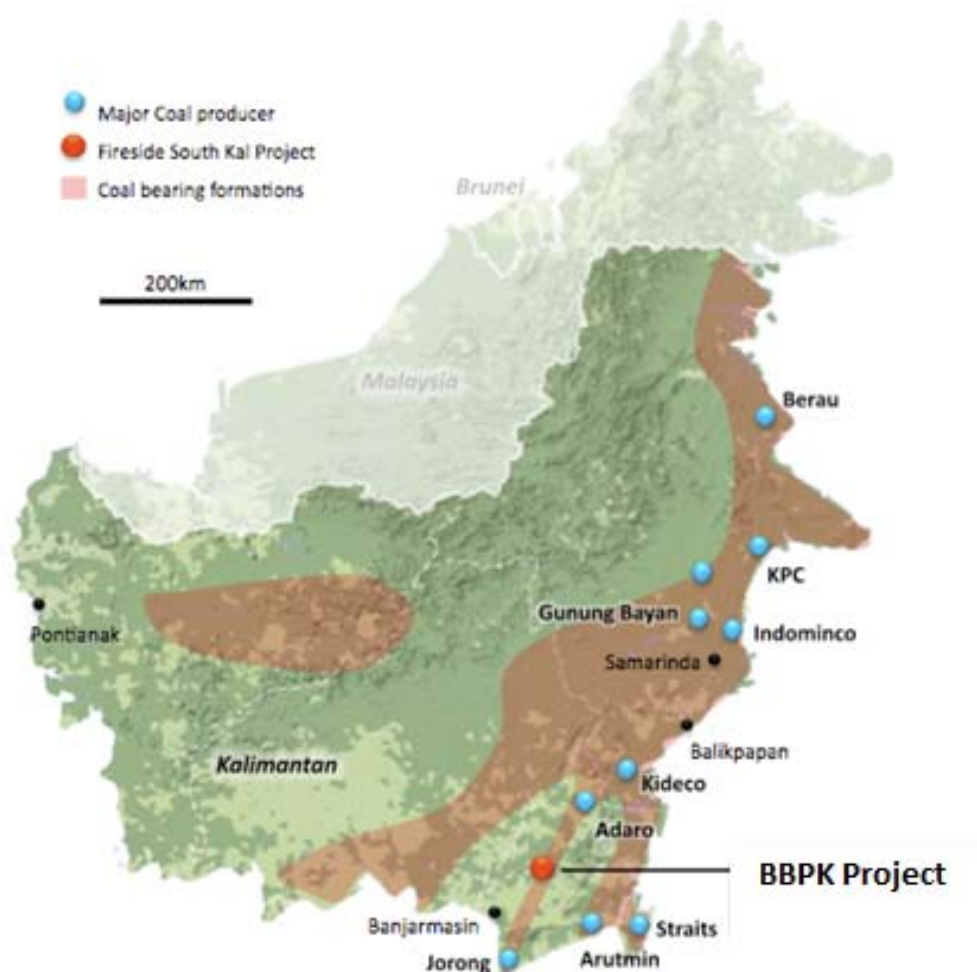 Major Coal producer
Fireside South Kal Project
Coal bearing formations
200km
Brunei
Malaysia
Berau
KPC
Gunung Bayan
Indominco
Pontianak
Samarinda
Balikpapan
Kalimantan
Kideco
Adaro
BBPK Project
Banjarmasin
Straits
Arutmin
Jorong